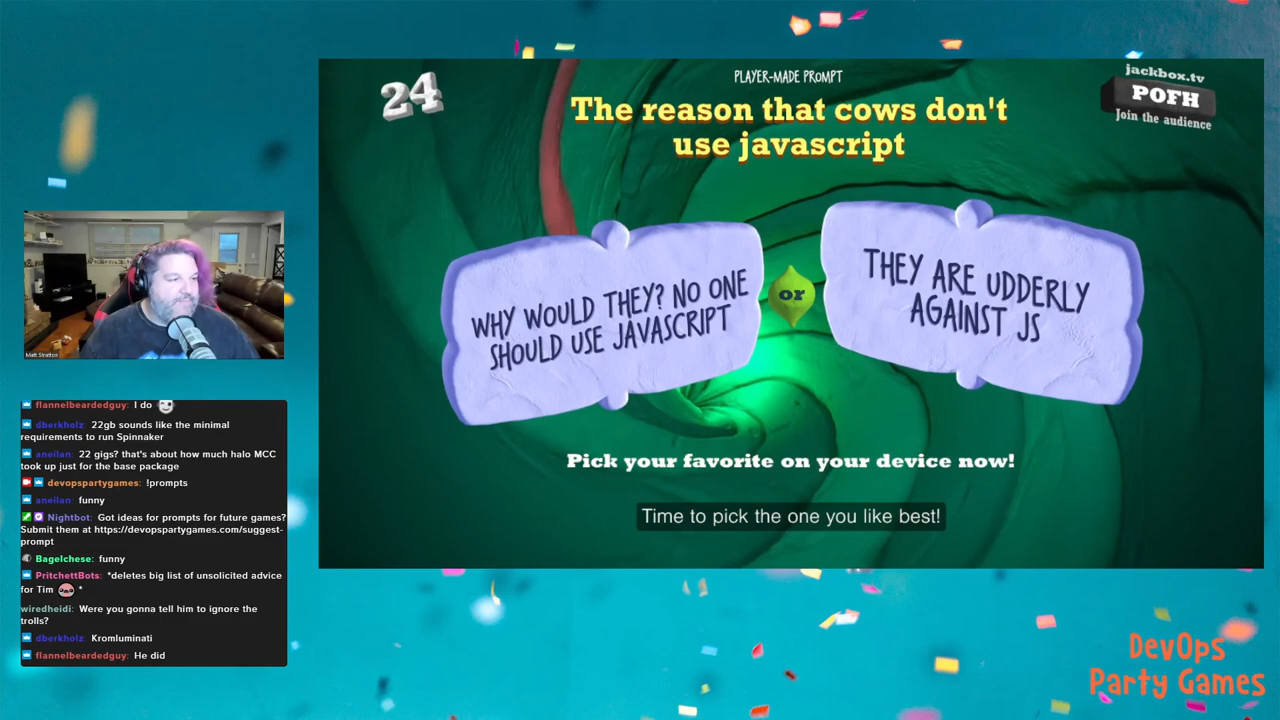 24
PLAYER-MADE PROMPT
The reason that cows don't
use javascript
jackbox.tv
POFH
Join the audience
WHY WOULD THEY? NO ONE
SHOULD USE JAVASCRIPT
or
THEY ARE UDDERLY
AGAINST JS
Pick your favorite on your device now!
Time to pick the one you like best!
Matt Stratton
flannelbeardedguy: I do
dberkholz: 22gb sounds like the minimal
requirements to run Spinnaker
aneilan: 22 gigs? that's about how much halo MCC
took up just for the base package
devopspartygames: !prompts
aneilan: funny
Nightbot: Got ideas for prompts for future games?
Submit them at https://devopspartygames.com/suggest-
prompt
Bagelchese: funny
PritchettBots: *deletes big list of unsolicited advice
for Tim *
wiredheidi: Were you gonna tell him to ignore the
trolls?
dberkholz: Kromluminati
flannelbeardedguy: He did
DevOps
Party Games